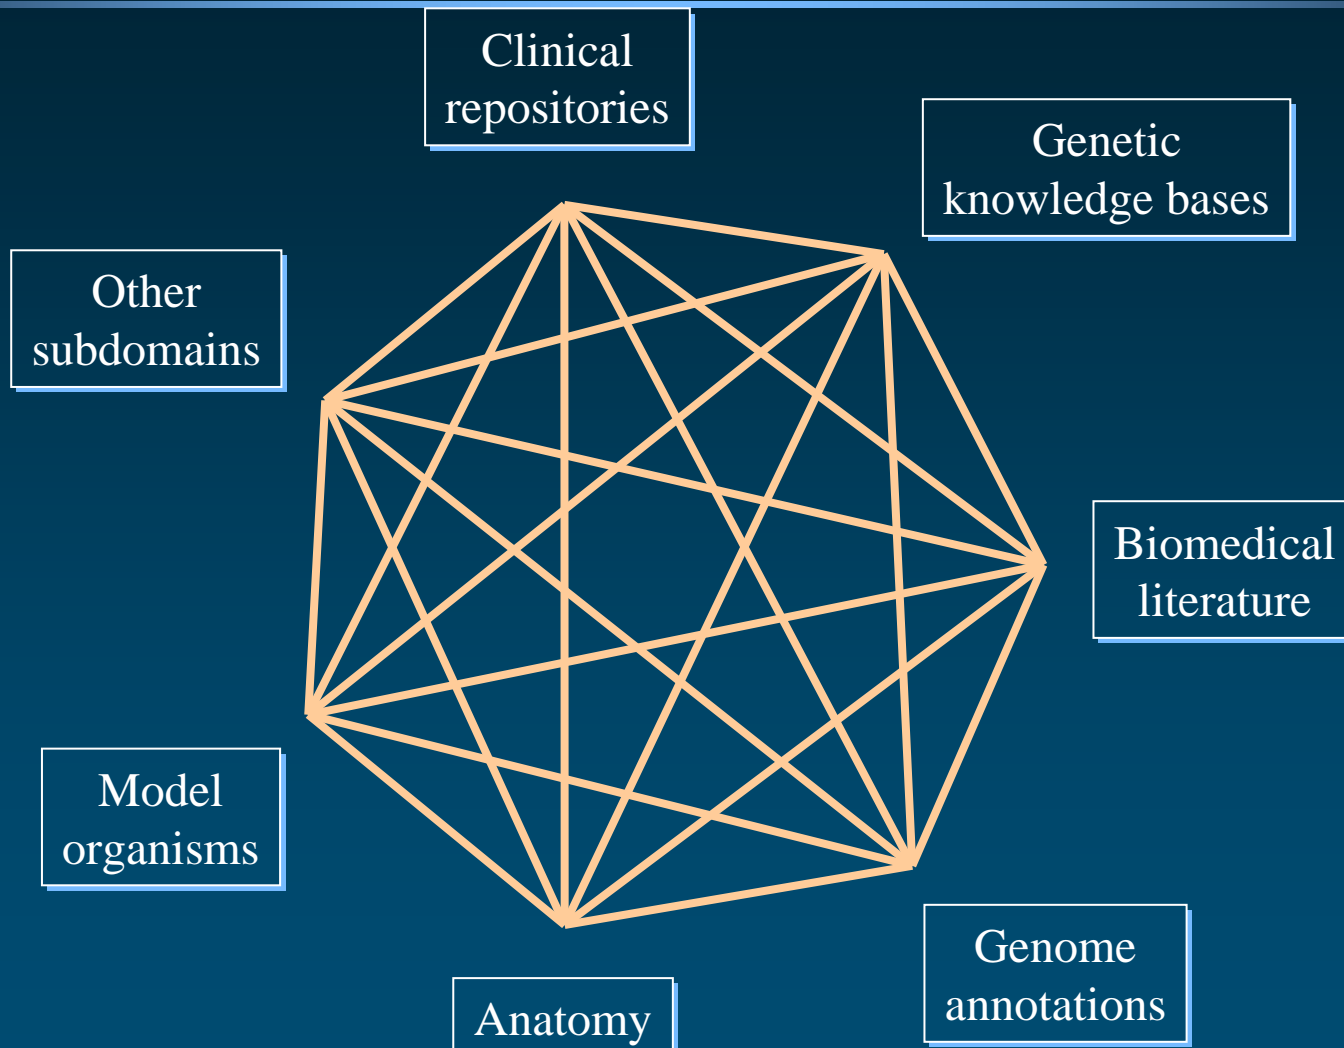 Clinical
repositories
Genetic
knowledge bases
Other
subdomains
Biomedical
literature
Model
organisms
Genome
annotations
Anatomy